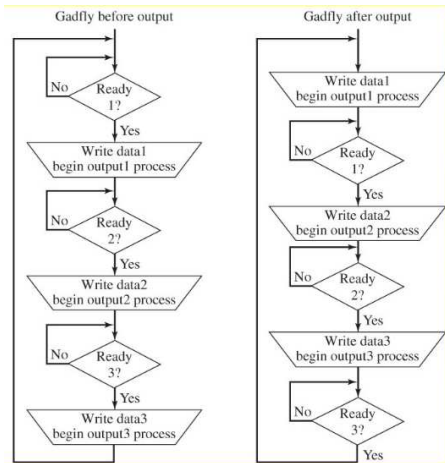 Gadfly before output
No
Ready
1?
Yes
Write data1
begin output1 process
No
Ready
2?
Yes
Write data2
begin output2 process
No
Ready
3?
Yes
Write data3
begin output3 process
Gadfly after output
Write data1
begin output1 process
No
Ready
1?
Yes
Write data2
begin output2 process
No
Ready
2?
Yes
Write data3
begin output3 process
No
Ready
3?
Yes